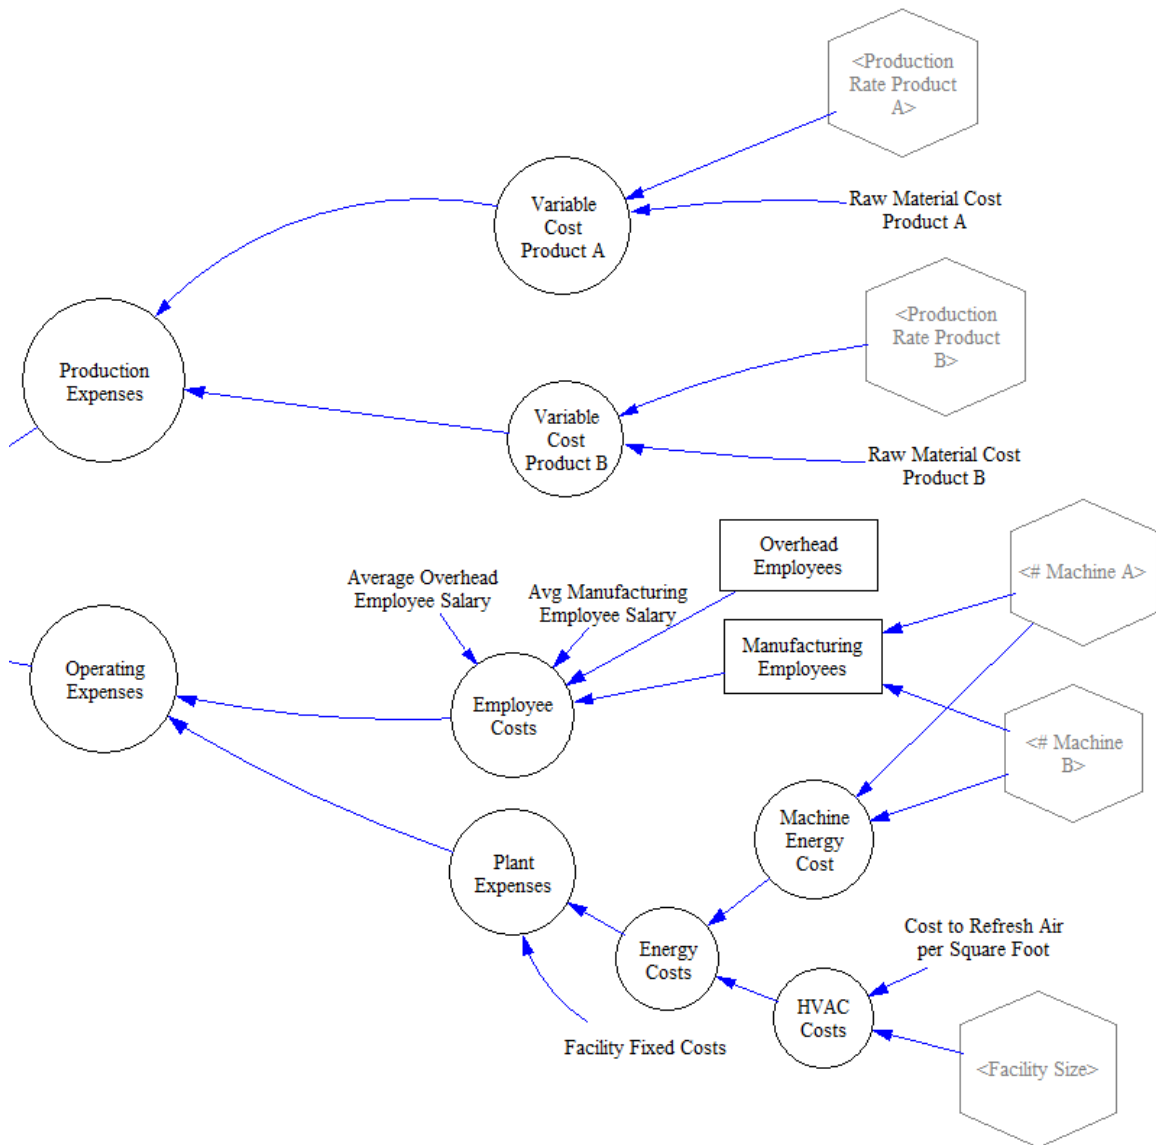 <Production
Rate Product
A>
Variable
Cost
Product A
Raw Material Cost
Product A
<Production
Rate Product
B>
Production
Expenses
Variable
Cost
Product B
Raw Material Cost
Product B
Overhead
Employees
<# Machine A>
Average Overhead
Employee Salary
Avg Manufacturing
Employee Salary
Manufacturing
Employees
Operating
Expenses
Employee
Costs
<# Machine
B>
Machine
Energy
Cost
Plant
Expenses
Energy
Costs
Cost to Refresh Air
per Square Foot
HVAC
Costs
Facility Fixed Costs
<Facility Size>